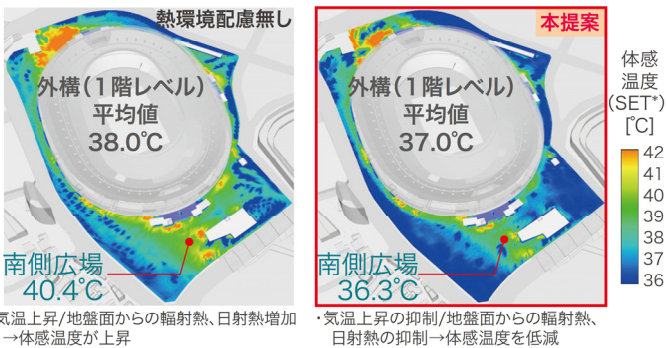 熱環境配慮無し
外構(1階レベル)
平均値
38.0℃
南側広場
40.4℃
気温上昇/地盤面からの輻射熱、日射熱増加
→体感温度が上昇
本提案
外構(1階レベル)
平均値
37.0℃
南側広場
36.3℃
・気温上昇の抑制/地盤面からの輻射熱、
日射熱の抑制→体感温度を低減
体感
温度
(SET*)
[℃]
42
41
40
39
38
37
36